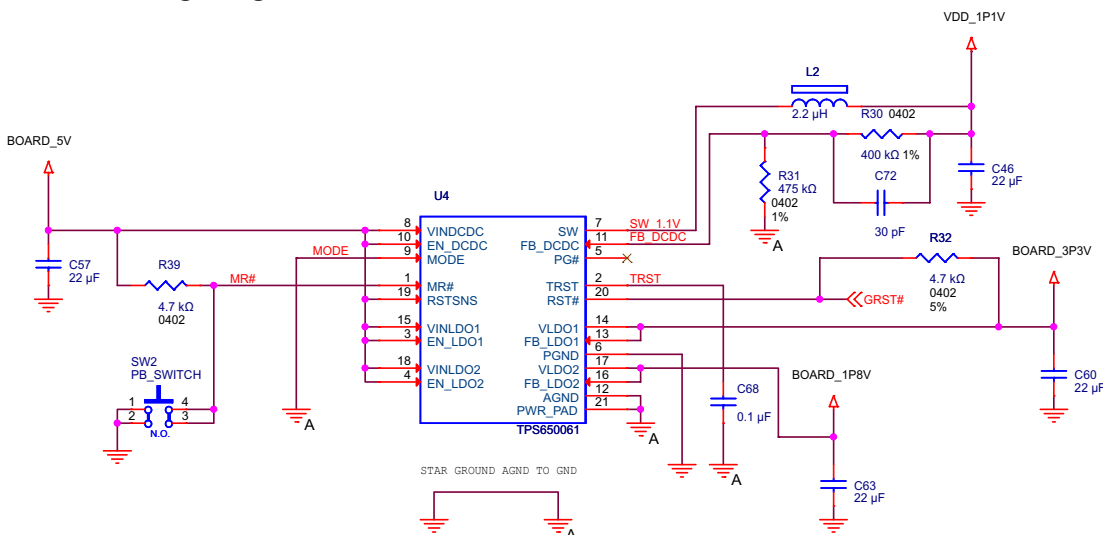 VDD_1P1V
L2
2.2 µH
R30 0402
BOARD_5V
400 kΩ 1%
C72
C46
22 µF
R31
475 kΩ
0402
1%
30 pF
A
U4
8
VINDCDC
10
EN_DCDC
9
MODE
MODE
1
MR#
19
RSTSNS
15
VINLDO1
3
EN_LDO1
18
VINLDO2
4
EN_LDO2
SW
7
SW_1.1V
FB_DCDC
11
FB_DCDC
PG#
5
TRST
2
TRST
RST#
20
VLDO1
14
FB_LDO1
13
PGND
6
VLDO2
17
FB_LDO2
16
AGND
12
PWR_PAD
21
TPS650061
C57
22 µF
R39
MR#
4.7 kΩ
0402
SW2
PB_SWITCH
1
4
2
3
N.O.
A
R32
4.7 kΩ
0402
5%
GRST#
BOARD_3P3V
BOARD_1P8V
C60
22 µF
C68
0.1 µF
A
A
C63
22 µF
STAR GROUND AGND TO GND
A